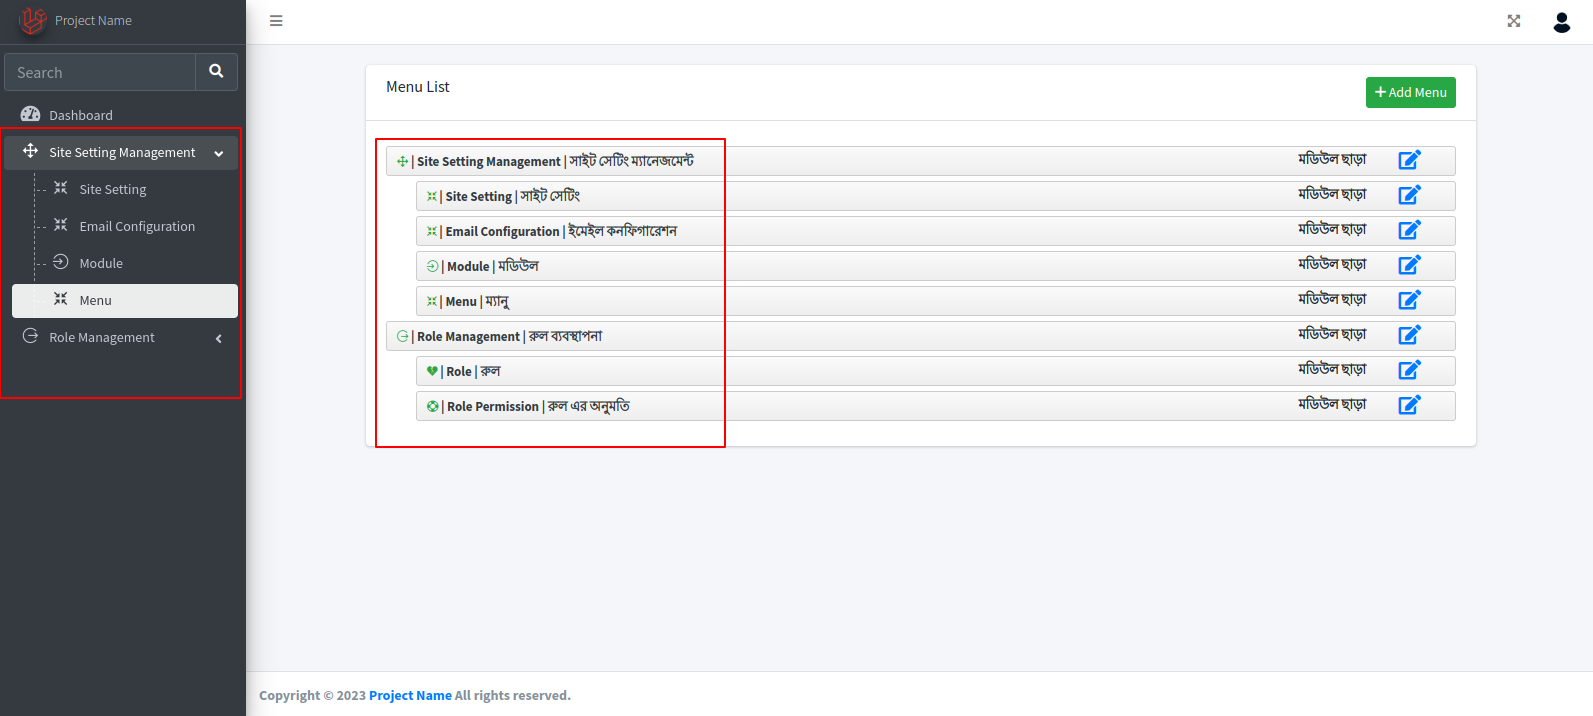 Project Name
Search
Dashboard
Site Setting Management
Site Setting
Email Configuration
Module
Menu
Role Management
Menu List
Add Menu
| Site Setting Management | সাইট সেটিং ম্যানেজমেন্ট মডিউল ছাড়া
| Site Setting | সাইট সেটিং মডিউল ছাড়া
| Email Configuration | ইমেইল কনফিগারেশন মডিউল ছাড়া
| Module | মডিউল মডিউল ছাড়া
| Menu | ম্যানু মডিউল ছাড়া
| Role Management | রুল ব্যবস্থাপনা মডিউল ছাড়া
| Role | রুল মডিউল ছাড়া
| Role Permission | রুল এর অনুমতি মডিউল ছাড়া
Copyright © 2023 Project Name All rights reserved.